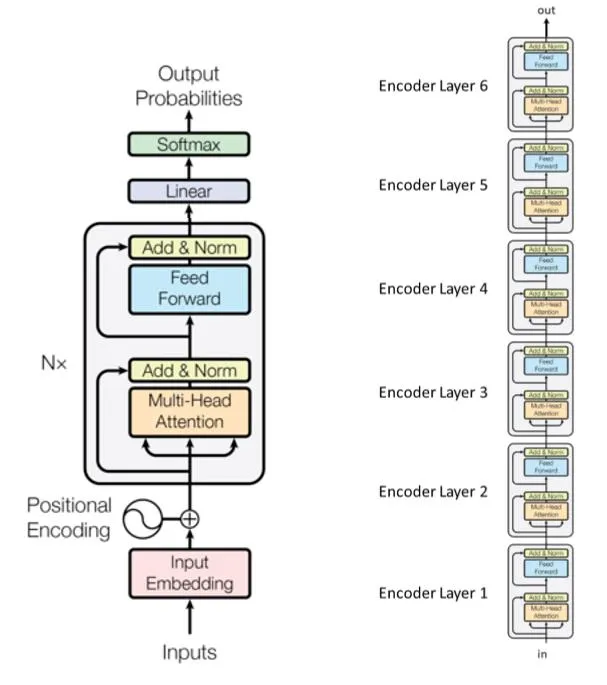 Output
Probabilities
Softmax
Linear
Add & Norm
Feed
Forward
N×
Add & Norm
Multi-Head
Attention
Positional
Encoding
Input
Embedding
Inputs
out
Encoder Layer 6
Add & Norm
Feed
Forward
Add & Norm
Multi-Head
Attention
Encoder Layer 5
Add & Norm
Feed
Forward
Add & Norm
Multi-Head
Attention
Encoder Layer 4
Add & Norm
Feed
Forward
Add & Norm
Multi-Head
Attention
Encoder Layer 3
Add & Norm
Feed
Forward
Add & Norm
Multi-Head
Attention
Encoder Layer 2
Add & Norm
Feed
Forward
Add & Norm
Multi-Head
Attention
Encoder Layer 1
Add & Norm
Feed
Forward
Add & Norm
Multi-Head
Attention
in